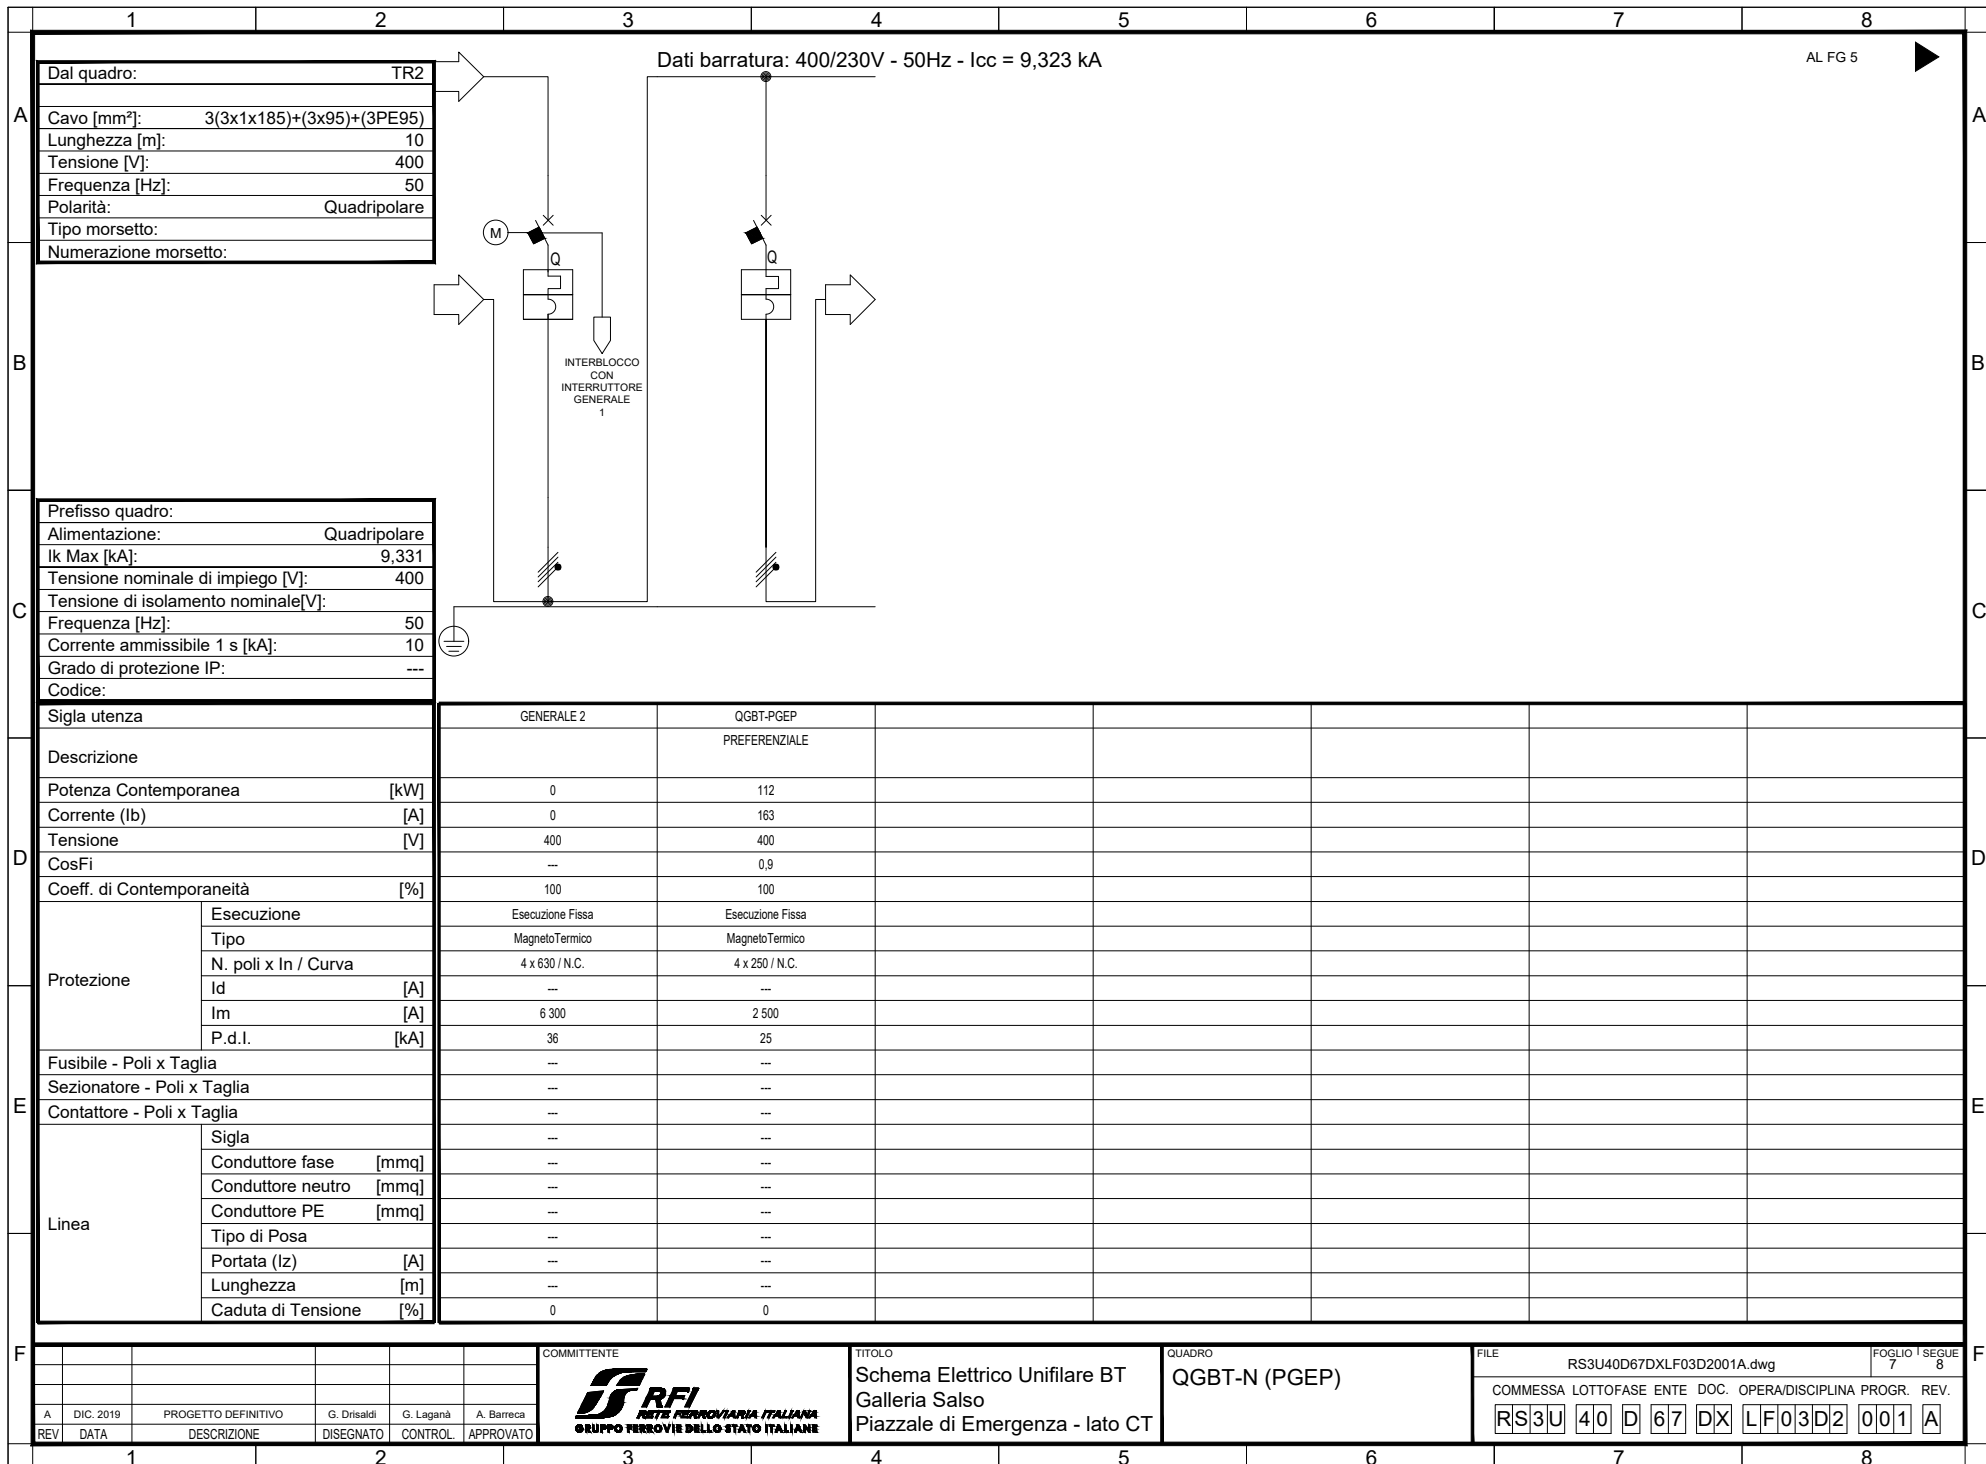 1 2 3 4 5 6 7 8
Dati barratura: 400/230V - 50Hz - Icc = 9,323 kA
AL FG 5
Dal quadro: TR2
Cavo [mm²]: 3(3x1x185)+(3x95)+(3PE95)
Lunghezza [m]: 10
Tensione [V]: 400
Frequenza [Hz]: 50
Polarità: Quadripolare
Tipo morsetto:
Numerazione morsetto:
A A
B B
C C
D D
E E
F F
M
Q
Q
INTERBLOCCO
CON
INTERRUTTORE
GENERALE
1
Prefisso quadro:
Alimentazione: Quadripolare
Ik Max [kA]: 9,331
Tensione nominale di impiego [V]: 400
Tensione di isolamento nominale[V]:
Frequenza [Hz]: 50
Corrente ammissibile 1 s [kA]: 10
Grado di protezione IP: ---
Codice:
Sigla utenza GENERALE 2 QGBT-PGEP
Descrizione PREFERENZIALE
Potenza Contemporanea [kW] 0 112
Corrente (Ib) [A] 0 163
Tensione [V] 400 400
CosFi --- 0,9
Coeff. di Contemporaneità [%] 100 100
Protezione
Esecuzione Esecuzione Fissa Esecuzione Fissa
Tipo MagnetoTermico MagnetoTermico
N. poli x In / Curva 4 x 630 / N.C. 4 x 250 / N.C.
Id [A] --- ---
Im [A] 6 300 2 500
P.d.I. [kA] 36 25
Fusibile - Poli x Taglia --- ---
Sezionatore - Poli x Taglia --- ---
Contattore - Poli x Taglia --- ---
Linea
Sigla --- ---
Conduttore fase [mmq] --- ---
Conduttore neutro [mmq] --- ---
Conduttore PE [mmq] --- ---
Tipo di Posa --- ---
Portata (Iz) [A] --- ---
Lunghezza [m] --- ---
Caduta di Tensione [%] 0 0
A DIC. 2019 PROGETTO DEFINITIVO G. Drisaldi G. Laganà A. Barreca
REV DATA DESCRIZIONE DISEGNATO CONTROL. APPROVATO
COMMITTENTE
RFI
RETE FERROVIARIA ITALIANA
GRUPPO FERROVIE DELLO STATO ITALIANE
TITOLO
Schema Elettrico Unifilare BT
Galleria Salso
Piazzale di Emergenza - lato CT
QUADRO
QGBT-N (PGEP)
FILE
RS3U40D67DXLF03D2001A.dwg
FOGLIO SEGUE
7 8
COMMESSA LOTTO FASE ENTE DOC. OPERA/DISCIPLINA PROGR. REV.
RS3U 40 D 67 DX LF03D2 001 A
1 2 3 4 5 6 7 8